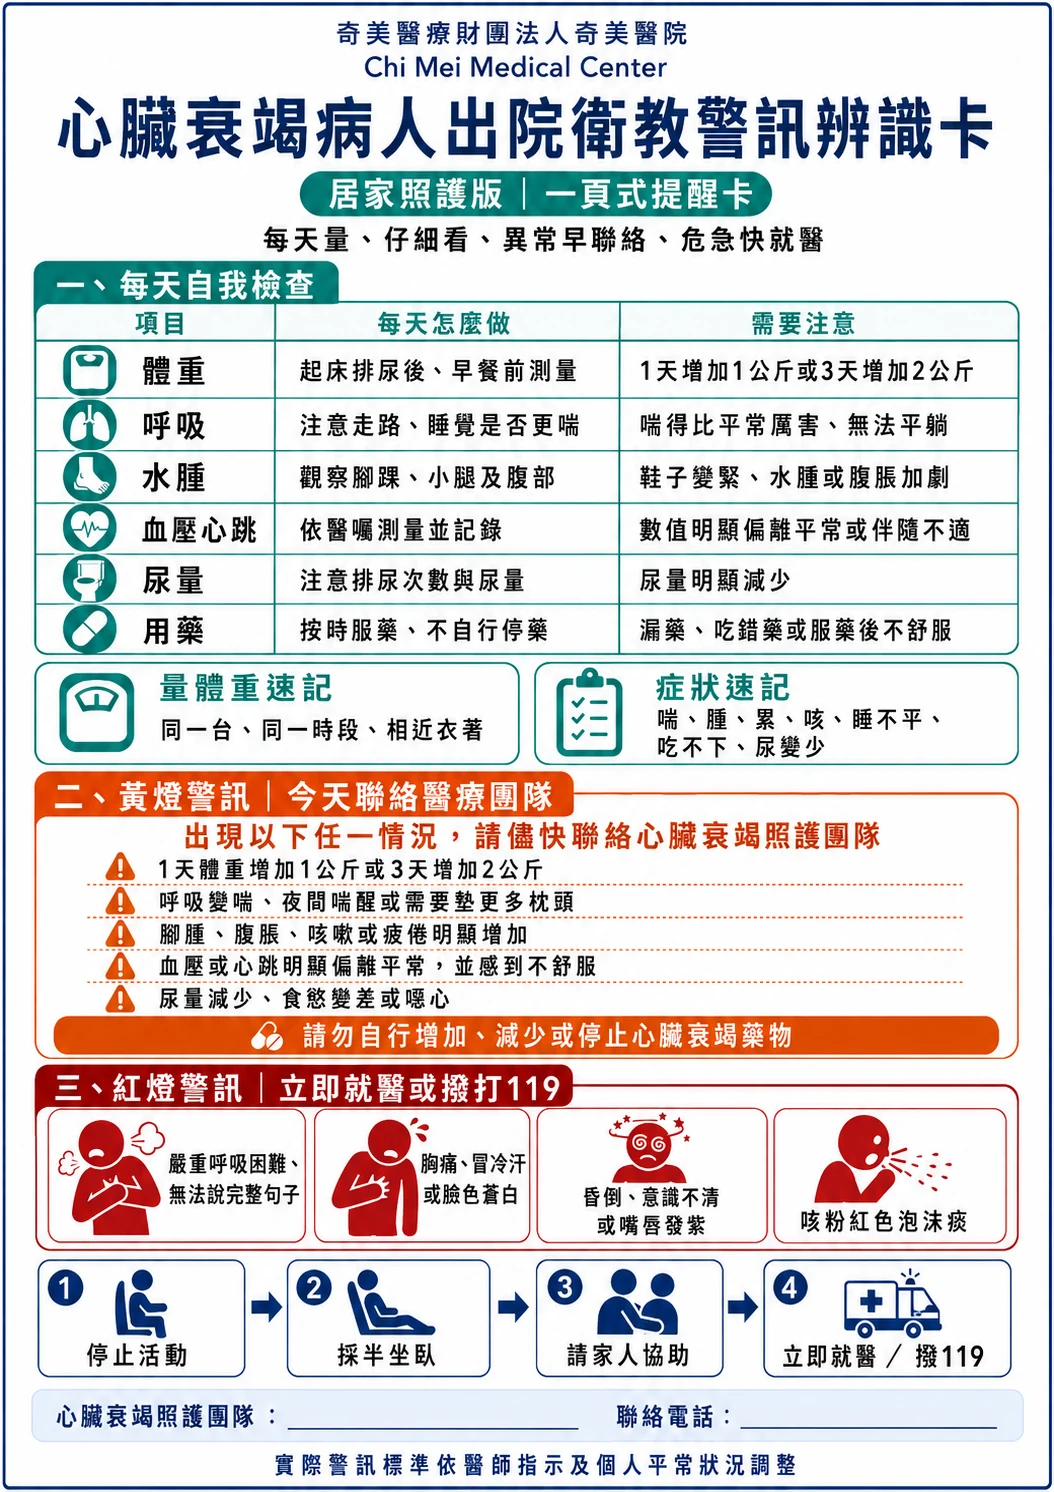 奇美醫療財團法人奇美醫院
Chi Mei Medical Center
心臟衰竭病人出院衛教警訊辨識卡
居家照護版｜一頁式提醒卡
每天量、仔細看、異常早聯絡、危急快就醫
一、每天自我檢查
項目 每天怎麼做 需要注意
體重 起床排尿後、早餐前測量 1天增加1公斤或3天增加2公斤
呼吸 注意走路、睡覺是否更喘 喘得比平常厲害、無法平躺
水腫 觀察腳踝、小腿及腹部 鞋子變緊、水腫或腹脹加劇
血壓心跳 依醫囑測量並記錄 數值明顯偏離平常或伴隨不適
尿量 注意排尿次數與尿量 尿量明顯減少
用藥 按時服藥、不自行停藥 漏藥、吃錯藥或服藥後不舒服
量體重速記
同一台、同一時段、相近衣著
症狀速記
喘、腫、累、咳、睡不平、
吃不下、尿變少
二、黃燈警訊｜今天聯絡醫療團隊
出現以下任一情況，請儘快聯絡心臟衰竭照護團隊
1天體重增加1公斤或3天增加2公斤
呼吸變喘、夜間喘醒或需要墊更多枕頭
腳腫、腹脹、咳嗽或疲倦明顯增加
血壓或心跳明顯偏離平常，並感到不舒服
尿量減少、食慾變差或噁心
請勿自行增加、減少或停止心臟衰竭藥物
三、紅燈警訊｜立即就醫或撥打119
嚴重呼吸困難、
無法說完整句子
胸痛、冒冷汗
或臉色蒼白
昏倒、意識不清
或嘴唇發紫
咳粉紅色泡沫痰
1
停止活動
2
採半坐臥
3
請家人協助
4
立即就醫／撥119
心臟衰竭照護團隊： 聯絡電話：
實際警訊標準依醫師指示及個人平常狀況調整